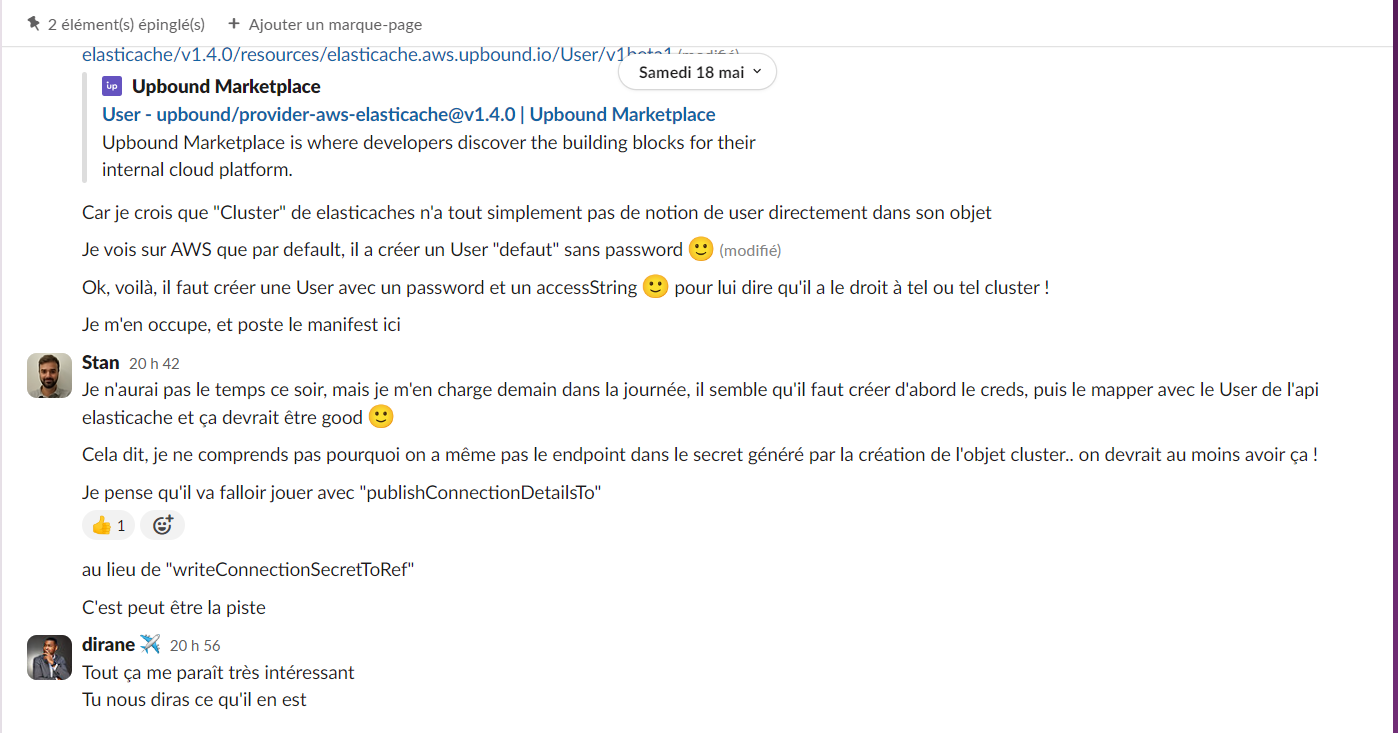 2 élément(s) épinglé(s) + Ajouter un marque-page
elasticache/v1.4.0/resources/elasticache.aws.upbound.io/User/v1beta1 (modifié)
Samedi 18 mai
up Upbound Marketplace
User - upbound/provider-aws-elasticache@v1.4.0 | Upbound Marketplace
Upbound Marketplace is where developers discover the building blocks for their
internal cloud platform.
Car je crois que "Cluster" de elasticaches n'a tout simplement pas de notion de user directement dans son objet
Je vois sur AWS que par default, il a créer un User "defaut" sans password 🙂 (modifié)
Ok, voilà, il faut créer une User avec un password et un accessString 🙂 pour lui dire qu'il a le droit à tel ou tel cluster !
Je m'en occupe, et poste le manifest ici
Stan 20 h 42
Je n'aurai pas le temps ce soir, mais je m'en charge demain dans la journée, il semble qu'il faut créer d'abord le creds, puis le mapper avec le User de l'api
elasticache et ça devrait être good 🙂
Cela dit, je ne comprends pas pourquoi on a même pas le endpoint dans le secret généré par la création de l'objet cluster.. on devrait au moins avoir ça !
Je pense qu'il va falloir jouer avec "publishConnectionDetailsTo"
👍 1
au lieu de "writeConnectionSecretToRef"
C'est peut être la piste
dirane ✈️ 20 h 56
Tout ça me paraît très intéressant
Tu nous diras ce qu'il en est